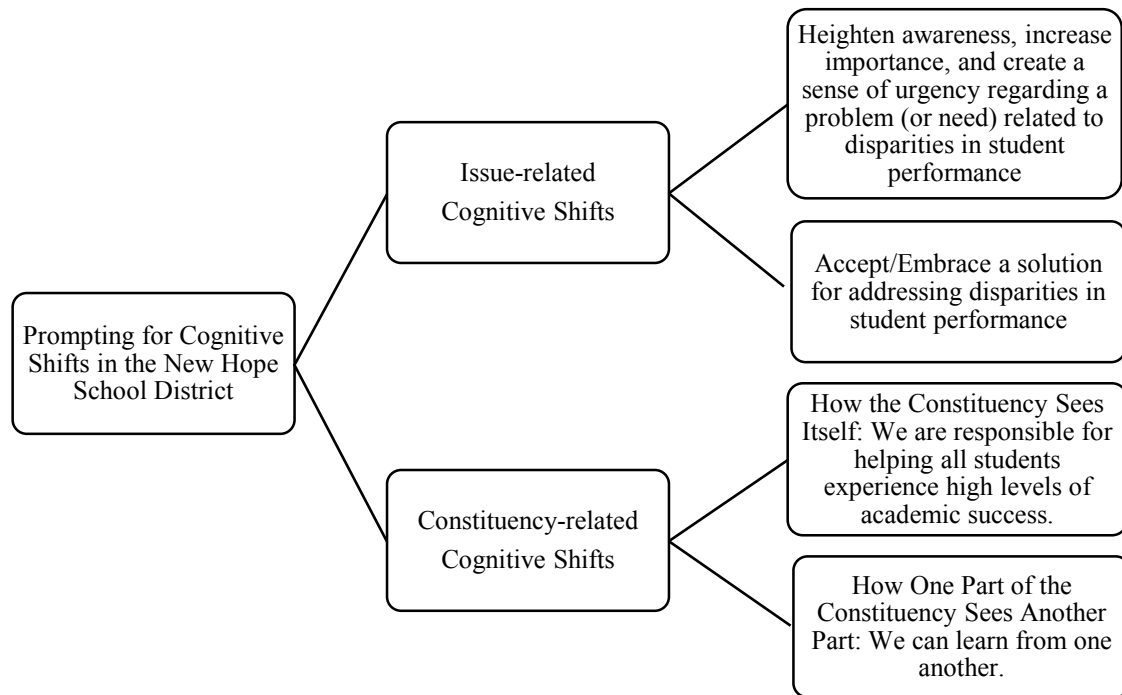 Prompting for Cognitive
Shifts in the New Hope
School District
Issue-related
Cognitive Shifts
Heighten awareness, increase
importance, and create a
sense of urgency regarding a
problem (or need) related to
disparities in student
performance
Accept/Embrace a solution
for addressing disparities in
student performance
Constituency-related
Cognitive Shifts
How the Constituency Sees
Itself: We are responsible for
helping all students
experience high levels of
academic success.
How One Part of the
Constituency Sees Another
Part: We can learn from one
another.